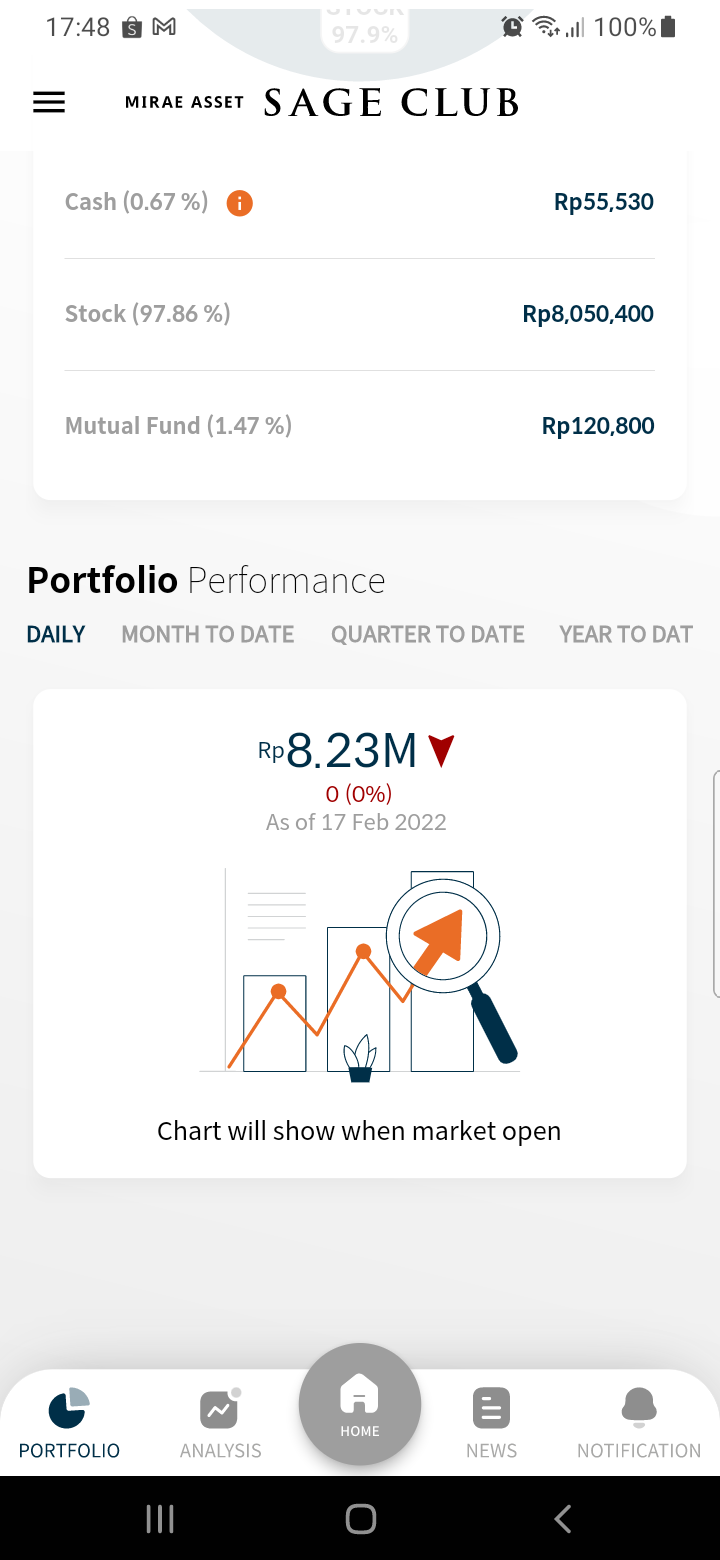 17:48 100%
STOCK
97.9%
MIRAE ASSET SAGE CLUB
Cash (0.67 %) Rp55,530
Stock (97.86 %) Rp8,050,400
Mutual Fund (1.47 %) Rp120,800
Portfolio Performance
DAILY MONTH TO DATE QUARTER TO DATE YEAR TO DAT
Rp8.23M
0 (0%)
As of 17 Feb 2022
Chart will show when market open
PORTFOLIO ANALYSIS HOME NEWS NOTIFICATION